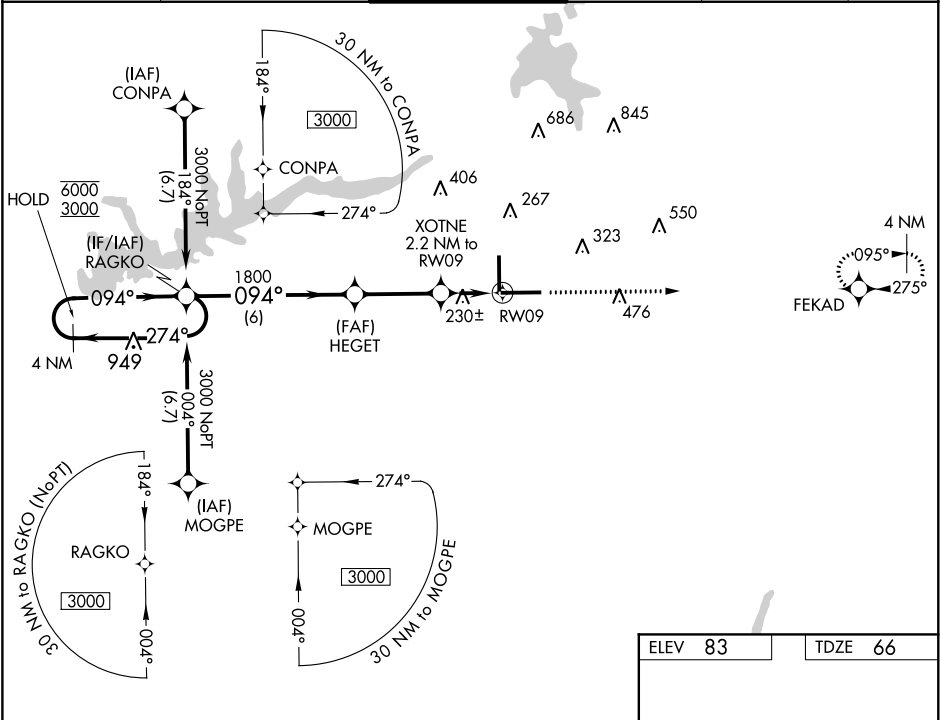 (IAF)
CONPA
30 NM to CONPA
184°
3000
CONPA
274°
3000 NoPT
184°
(6.7)
HOLD
6000
3000
(IF/IAF)
RAGKO
094°
274°
4 NM
949
1800
094°
(6)
(FAF)
HEGET
XOTNE
2.2 NM to
RW09
406
686
845
267
323
550
230±
RW09
476
4 NM
095°
275°
FEKAD
3000 NoPT
004°
(6.7)
(IAF)
MOGPE
30 NM to RAGKO (NoPT)
184°
RAGKO
3000
004°
274°
MOGPE
3000
004°
30 NM to MOGPE
ELEV 83
TDZE 66